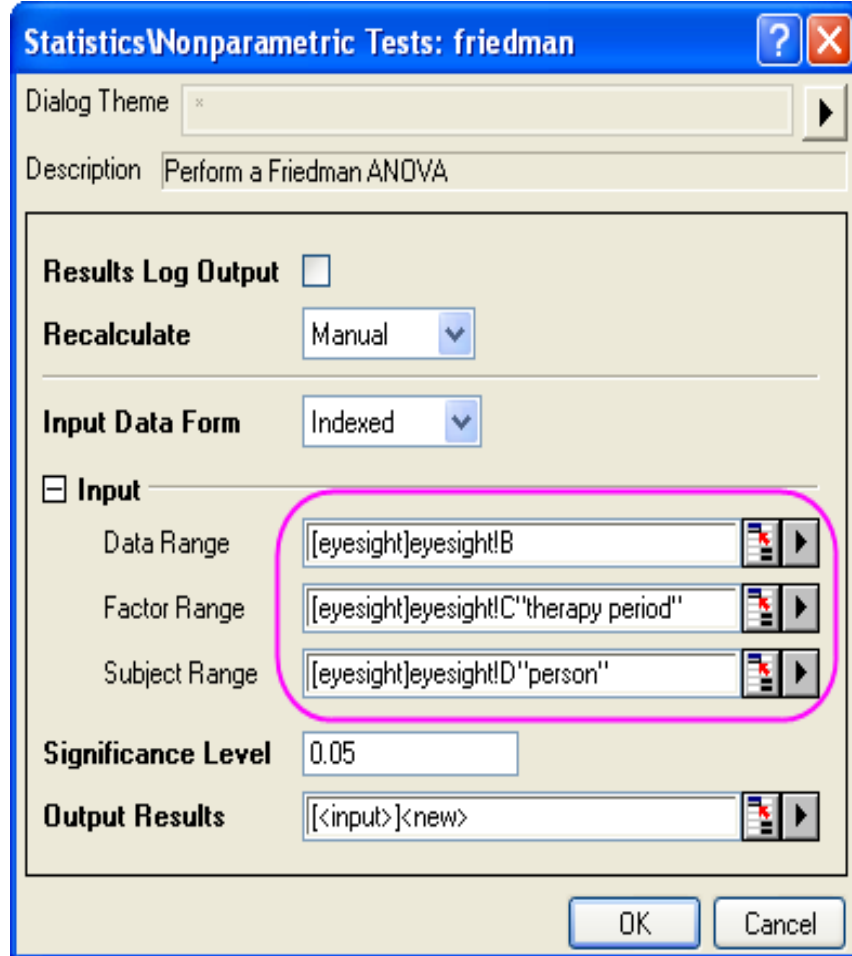 Statistics\Nonparametric Tests: friedman
Dialog Theme *
Description Perform a Friedman ANOVA
Results Log Output
Recalculate Manual
Input Data Form Indexed
Input
Data Range [eyesight]eyesight!B
Factor Range [eyesight]eyesight!C"therapy period"
Subject Range [eyesight]eyesight!D"person"
Significance Level 0.05
Output Results [<input>]<new>
OK Cancel